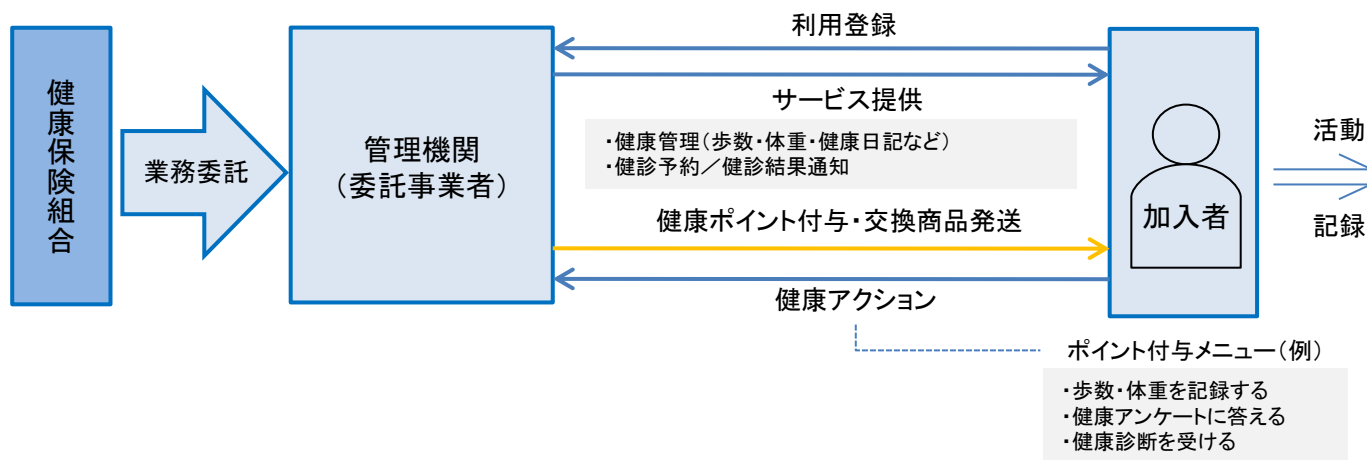 健康保険組合
業務委託
管理機関
（委託事業者）
利用登録
サービス提供
・健康管理（歩数・体重・健康日記など）
・健診予約／健診結果通知
健康ポイント付与・交換商品発送
健康アクション
加入者
活動
記録
ポイント付与メニュー（例）
・歩数・体重を記録する
・健康アンケートに答える
・健康診断を受ける